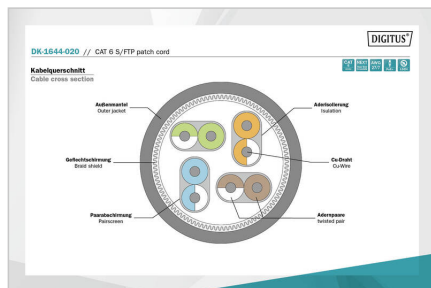 DIGITUS®
DK-1644-020 // CAT 6 S/FTP patch cord
Kabelquerschnitt
Cable cross section
Außenmantel
Outer jacket
Aderisolierung
Insulation
Geflechtschirmung
Braid shield
Cu-Draht
Cu-Wire
Paarabschirmung
Pairscreen
Adernpaare
twisted pair